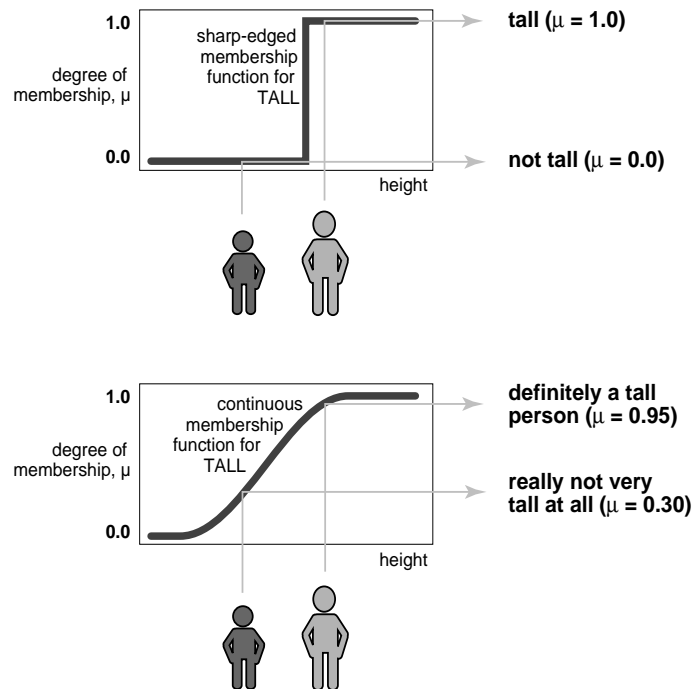 1.0
tall (μ = 1.0)
sharp-edged
membership
function for
TALL
degree of
membership, μ
0.0
not tall (μ = 0.0)
height
1.0
definitely a tall
person (μ = 0.95)
continuous
membership
function for
TALL
degree of
membership, μ
really not very
tall at all (μ = 0.30)
0.0
height